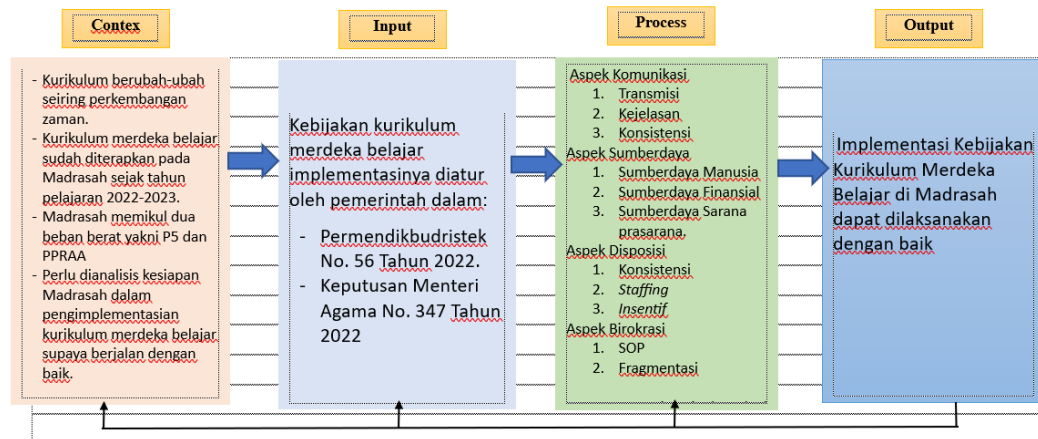 Contex
- Kurikulum berubah-ubah
seiring perkembangan
zaman.
- Kurikulum merdeka belajar
sudah diterapkan pada
Madrasah sejak tahun
pelajaran 2022-2023.
- Madrasah memikul dua
beban berat yakni P5 dan
PPRAA
- Perlu dianalisis kesiapan
Madrasah dalam
pengimplementasian
kurikulum merdeka belajar
supaya berjalan dengan
baik.
Input
Kebijakan kurikulum
merdeka belajar
implementasinya diatur
oleh pemerintah dalam:
- Permendikbudristek
No. 56 Tahun 2022.
- Keputusan Menteri
Agama No. 347 Tahun
2022
Process
Aspek Komunikasi
1. Transmisi
2. Kejelasan
3. Konsistensi
Aspek Sumberdaya
1. Sumberdaya Manusia
2. Sumberdaya Finansial
3. Sumberdaya Sarana
prasarana.
Aspek Disposisi
1. Konsistensi
2. Staffing
3. Insentif
Aspek Birokrasi
1. SOP
2. Fragmentasi
Output
Implementasi Kebijakan
Kurikulum Merdeka
Belajar di Madrasah
dapat dilaksanakan
dengan baik